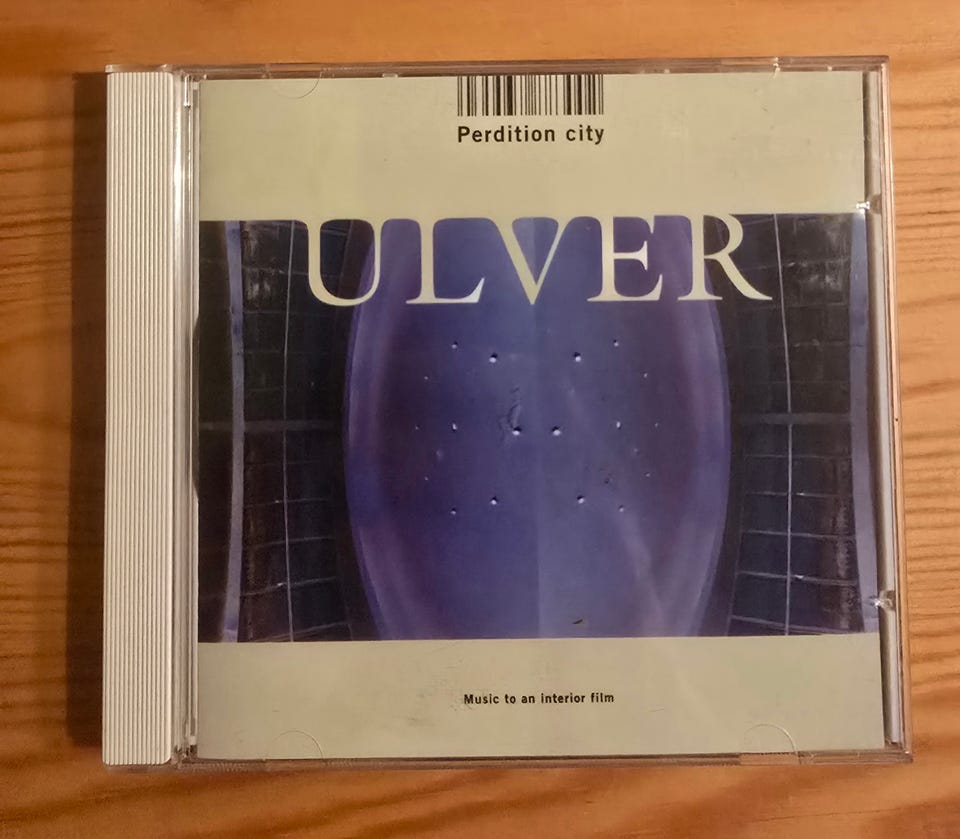 Perdition city
ULVER
Music to an interior film